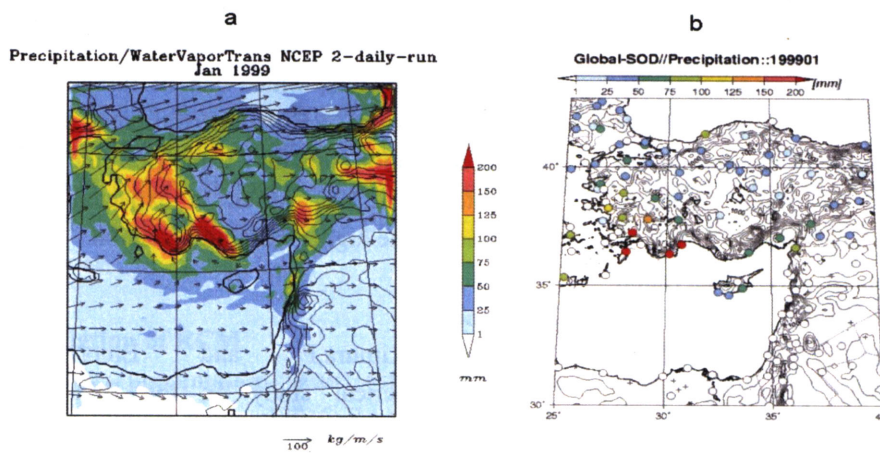 a
b
Precipitation/WaterVaporTrans NCEP 2-daily-run
Jan 1999
Global-SOD//Precipitation::199901
1 25 50 75 100 125 150 200 [mm]
40°
35°
30°
25° 30° 35°
200
150
125
100
75
50
25
1
mm
100 kg/m/s